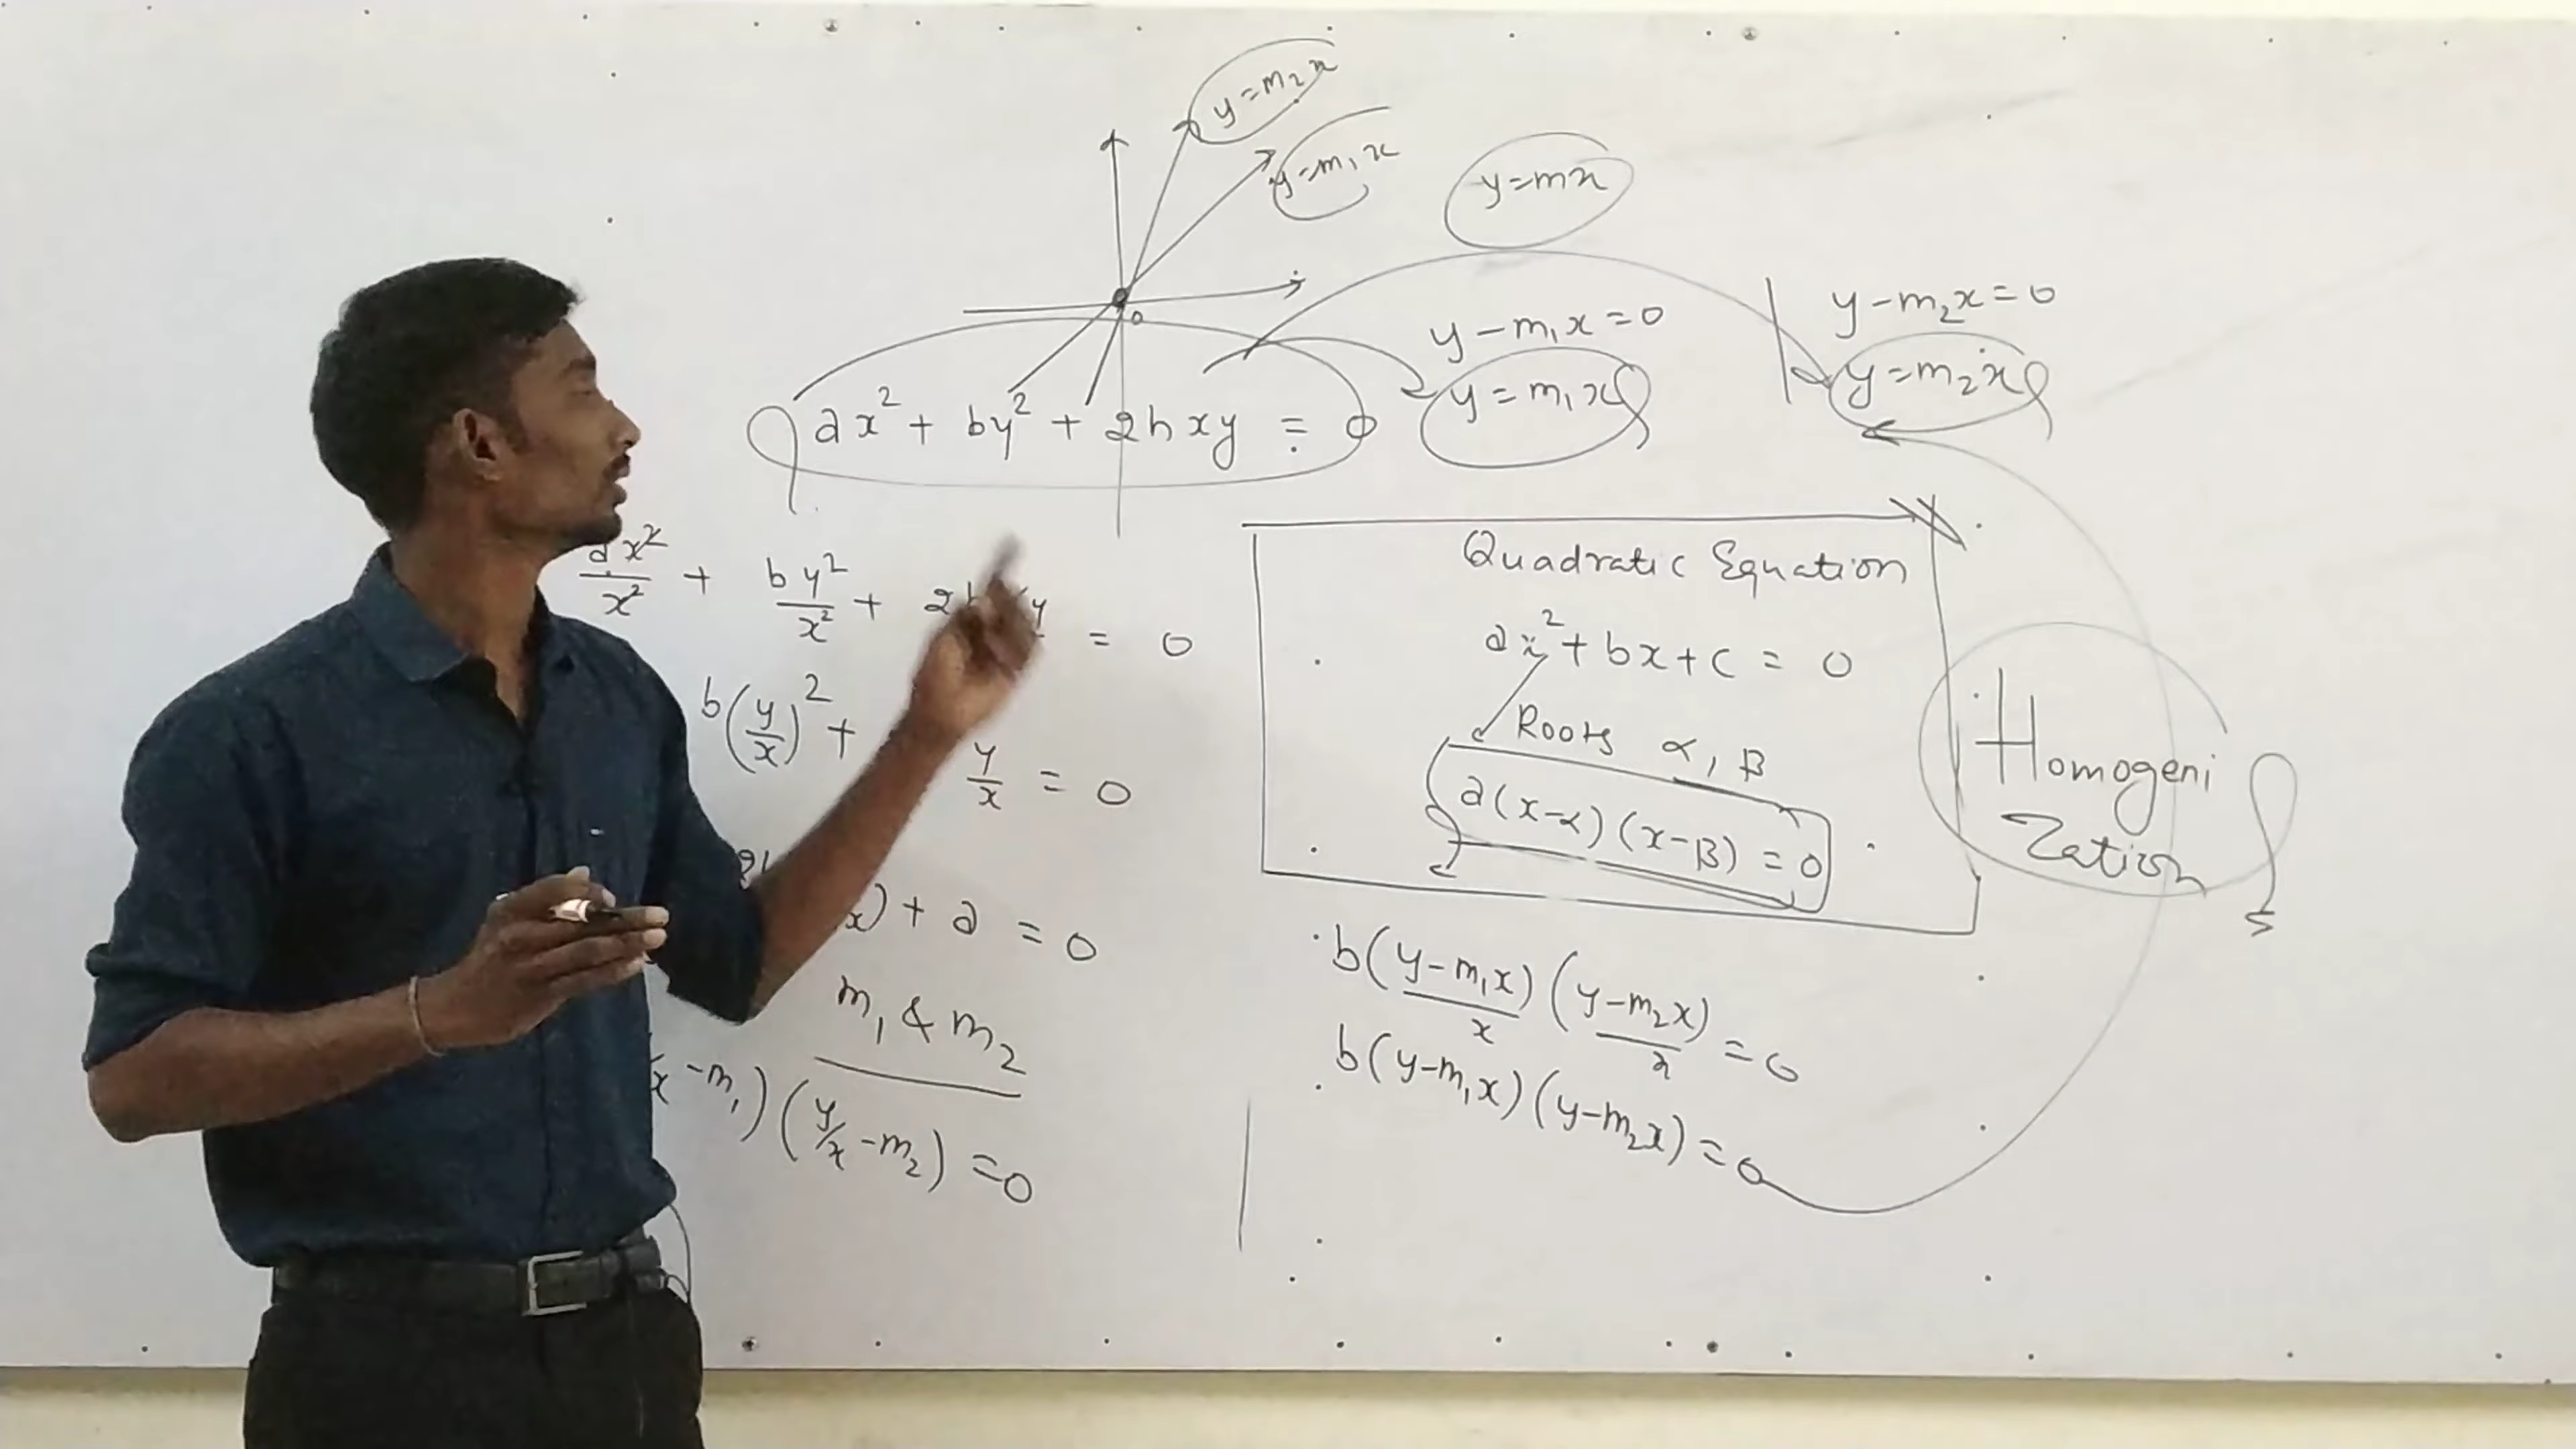 y=m₂x
y=m₁x
y=mx
o
y-m₁x=0
y=m₁x
y-m₂x=0
y=m₂x
ax²+ by²+ 2hxy = 0
ax²/x² + by²/x² + = 0
b(y/x)²+ y/x = 0
x) + a = 0
m₁ & m₂
x -m₁) (y/x -m₂) =0
Quadratic Equation
ax²+bx+c = 0
Roots α, β
a(x-α)(x-β) = 0
Homogeni
zation
b(y-m₁x)/x (y-m₂x)/x = 0
b(y-m₁x)(y-m₂x) = 0